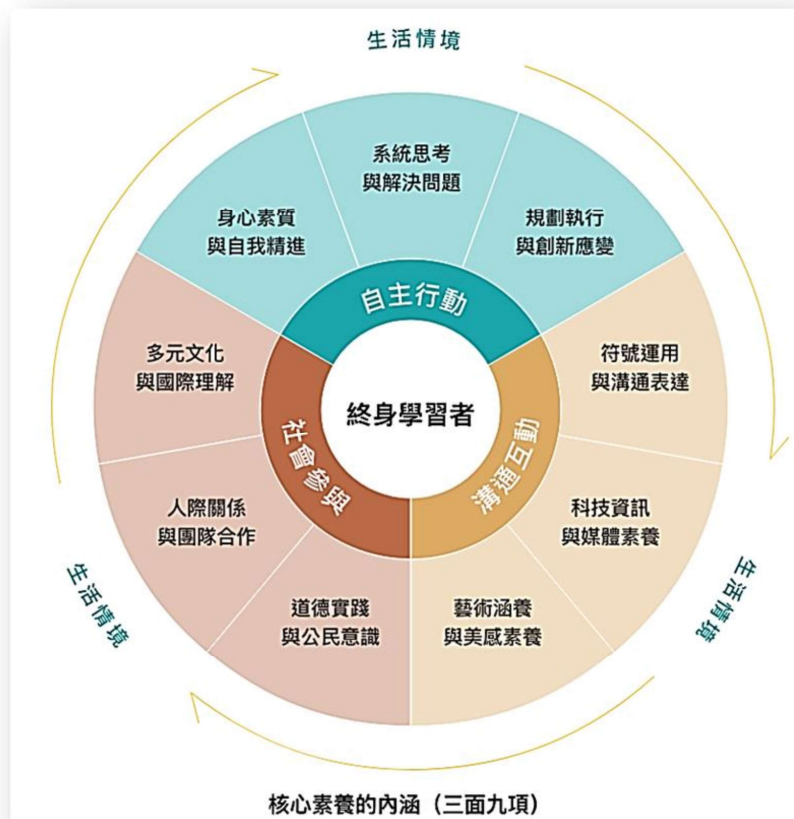 生活情境
系統思考
與解決問題
身心素質
與自我精進
規劃執行
與創新應變
自主行動
多元文化
與國際理解
符號運用
與溝通表達
終身學習者
社會參與
溝通互動
人際關係
與團隊合作
科技資訊
與媒體素養
生活情境
生活情境
道德實踐
與公民意識
藝術涵養
與美感素養
核心素養的內涵（三面九項）